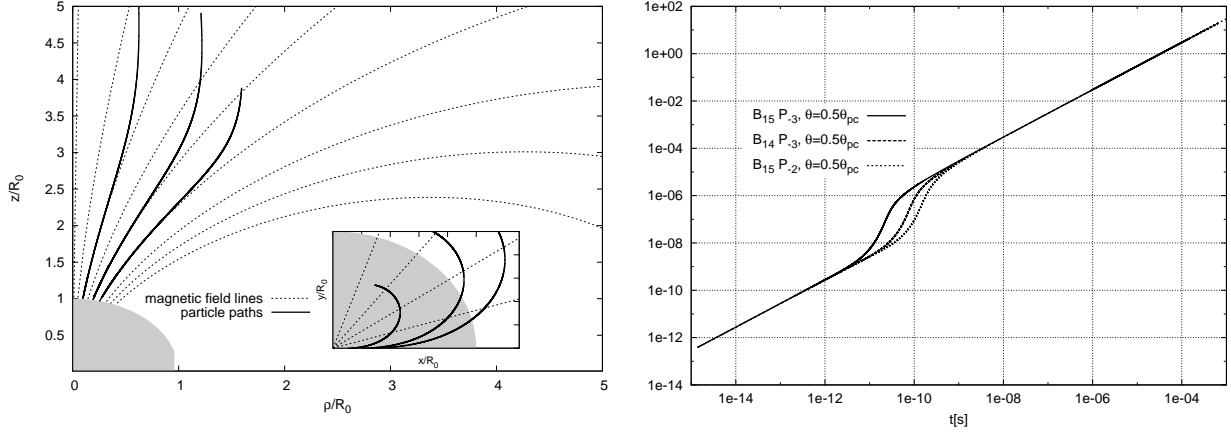 5
4.5
4
3.5
3
2.5
2
1.5
1
0.5
z/R0
0 1 2 3 4 5
ρ/R0
magnetic field lines
particle paths
y/R0
x/R0
1e+02
1e+00
1e-02
1e-04
1e-06
1e-08
1e-10
1e-12
1e-14
B15 P-3, θ=0.5θpc
B14 P-3, θ=0.5θpc
B15 P-2, θ=0.5θpc
1e-14 1e-12 1e-10 1e-08 1e-06 1e-04
t[s]